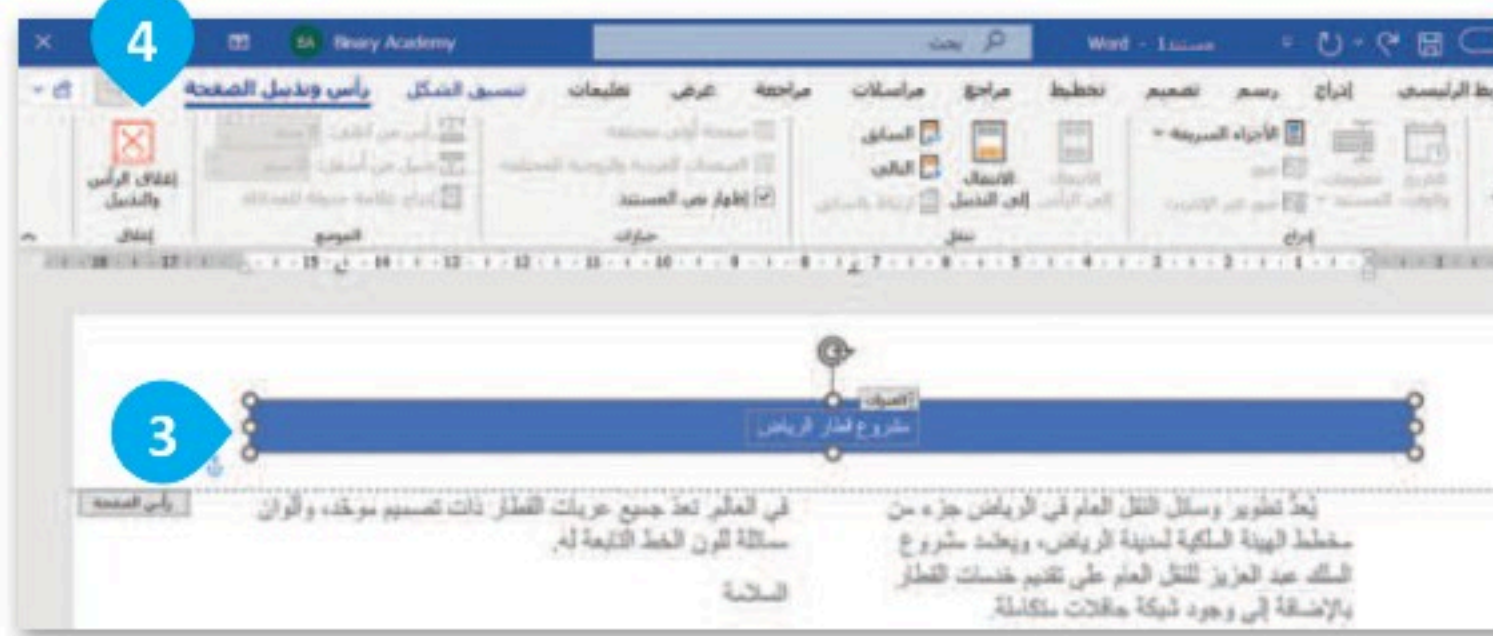 4
Binary Academy
بحث
مستند1 - Word
إدراج
رسم
تصميم
تخطيط
مراجع
مراسلات
مراجعة
عرض
تعليمات
تنسيق الشكل
رأس وتذييل الصفحة
الأجزاء السريعة
السابق
التالي
الانتقال
إلى التذييل
إظهار نص المستند
إغلاق الرأس
والتذييل
إدراج
تنقل
خيارات
الموضع
إغلاق
3
العنوان
مشروع قطار الرياض
رأس الصفحة
يُعدّ تطوير وسائل النقل العام في الرياض جزء من
مخطط الهيئة الملكية لمدينة الرياض، ويعتمد مشروع
الملك عبد العزيز للنقل العام على تقديم خدمات القطار
بالإضافة إلى وجود شبكة حافلات متكاملة.
في العالم تعدّ جميع عربات القطار ذات تصميم موحّد، وألوان
مماثلة للون الخط التابعة له.
السلامة